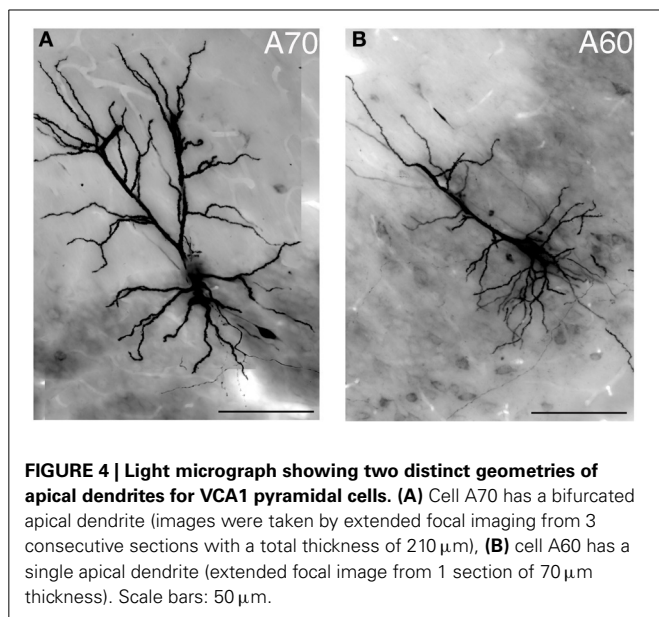 A
A70
B
A60
FIGURE 4 | Light micrograph showing two distinct geometries of
apical dendrites for VCA1 pyramidal cells. (A) Cell A70 has a bifurcated
apical dendrite (images were taken by extended focal imaging from 3
consecutive sections with a total thickness of 210 μm), (B) cell A60 has a
single apical dendrite (extended focal image from 1 section of 70 μm
thickness). Scale bars: 50 μm.